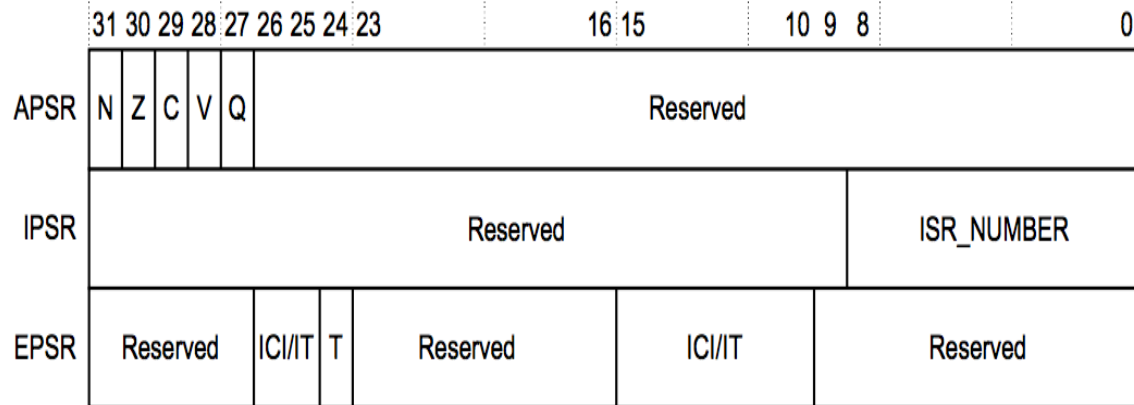 31 30 29 28 27 26 25 24 23 16 15 10 9 8 0
APSR N Z C V Q Reserved
IPSR Reserved ISR_NUMBER
EPSR Reserved ICI/IT T Reserved ICI/IT Reserved